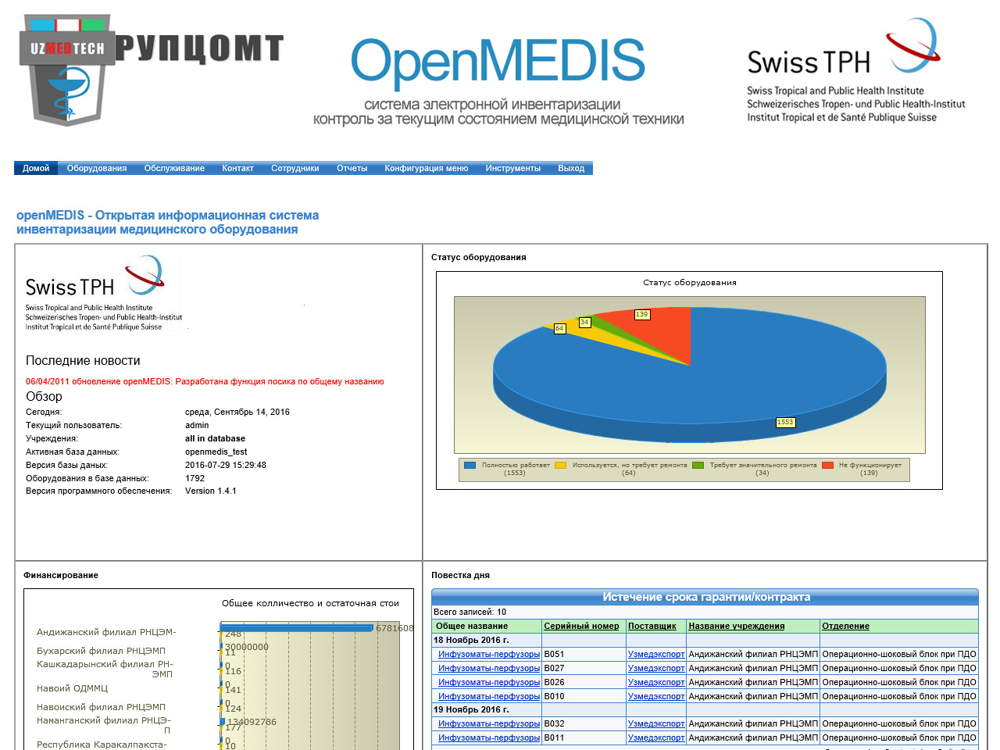 UZMEDTECH
РУПЦОМТ
OpenMEDIS
система электронной инвентаризации
контроль за текущим состоянием медицинской техники
Swiss TPH
Swiss Tropical and Public Health Institute
Schweizerisches Tropen- und Public Health-Institut
Institut Tropical et de Santé Publique Suisse
Домой Оборудования Обслуживание Контакт Сотрудники Отчеты Конфигурация меню Инструменты Выход
openMEDIS - Открытая информационная система
инвентаризации медицинского оборудования
Swiss TPH
Swiss Tropical and Public Health Institute
Schweizerisches Tropen- und Public Health-Institut
Institut Tropical et de Santé Publique Suisse
Последние новости
06/04/2011 обновление openMEDIS: Разработана функция посика по общему названию
Обзор
Сегодня: среда, Сентябрь 14, 2016
Текущий пользователь: admin
Учреждения: all in database
Активная база данных: openmedis_test
Версия базы даных: 2016-07-29 15:29:48
Оборудования в базе данных: 1792
Версия программного обеспечения: Version 1.4.1
Статус оборудования
Статус оборудования
139
34
64
1553
Полностью работает Используется, но требует ремонта Требует значительного ремонта Не функционирует
(1553) (64) (34) (139)
Финансирование
Общее колличество и остаточная стои
Андижанский филиал РНЦЭМ-
6781608
248
Бухарский филиал РНЦЭМП
30000000
11
Кашкадарынский филиал РН-
ЭМП
0
116
Навоий ОДММЦ
0
141
Навоиский филиал РНЦЭМП
0
124
Наманганский филиал РНЦЭ-
П
134092786
177
Республика Каракалпакста-
0
10
Повестка дня
Истечение срока гарантии/контракта
Всего записей: 10
Общее название Серийный номер Поставщик Название учреждения Отделение
18 Ноябрь 2016 г.
Инфузоматы-перфузоры B051 Узмедэкспорт Андижанский филиал РНЦЭМП Операционно-шоковый блок при ПДО
Инфузоматы-перфузоры B027 Узмедэкспорт Андижанский филиал РНЦЭМП Операционно-шоковый блок при ПДО
Инфузоматы-перфузоры B026 Узмедэкспорт Андижанский филиал РНЦЭМП Операционно-шоковый блок при ПДО
Инфузоматы-перфузоры B010 Узмедэкспорт Андижанский филиал РНЦЭМП Операционно-шоковый блок при ПДО
19 Ноябрь 2016 г.
Инфузоматы-перфузоры B032 Узмедэкспорт Андижанский филиал РНЦЭМП Операционно-шоковый блок при ПДО
Инфузоматы-перфузоры B011 Узмедэкспорт Андижанский филиал РНЦЭМП Операционно-шоковый блок при ПДО